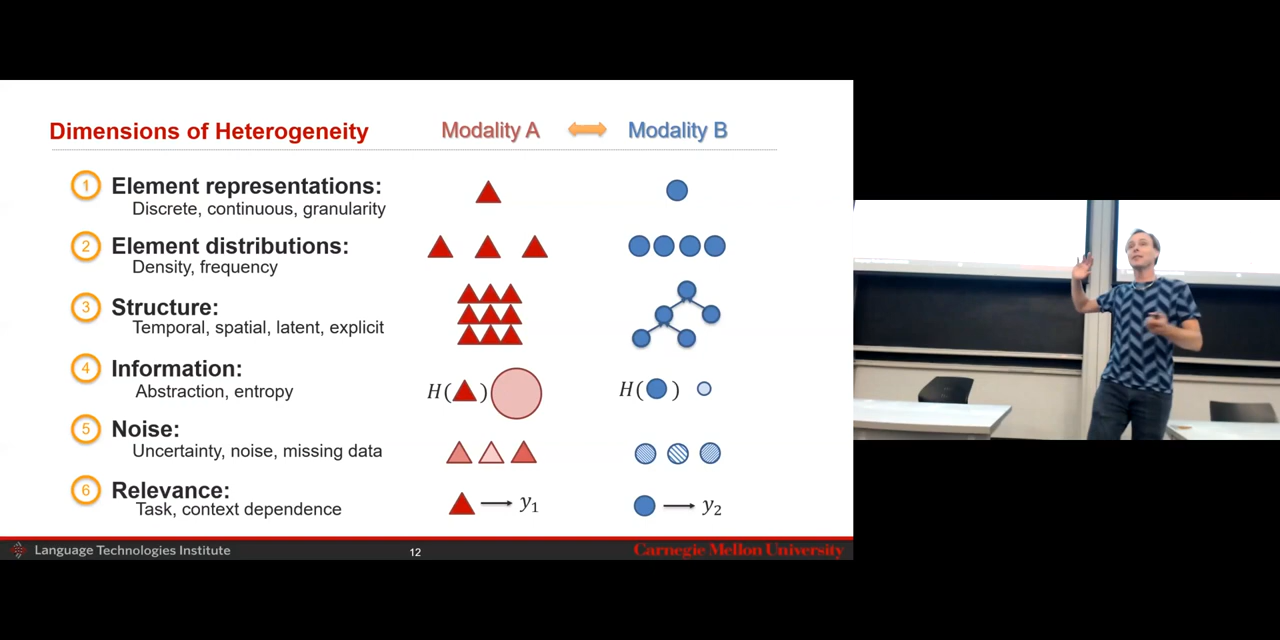 Dimensions of Heterogeneity
Modality A
Modality B
1
Element representations:
Discrete, continuous, granularity
2
Element distributions:
Density, frequency
3
Structure:
Temporal, spatial, latent, explicit
4
Information:
Abstraction, entropy
H( )
H( )
5
Noise:
Uncertainty, noise, missing data
6
Relevance:
Task, context dependence
y₁
y₂
Language Technologies Institute
12
Carnegie Mellon University